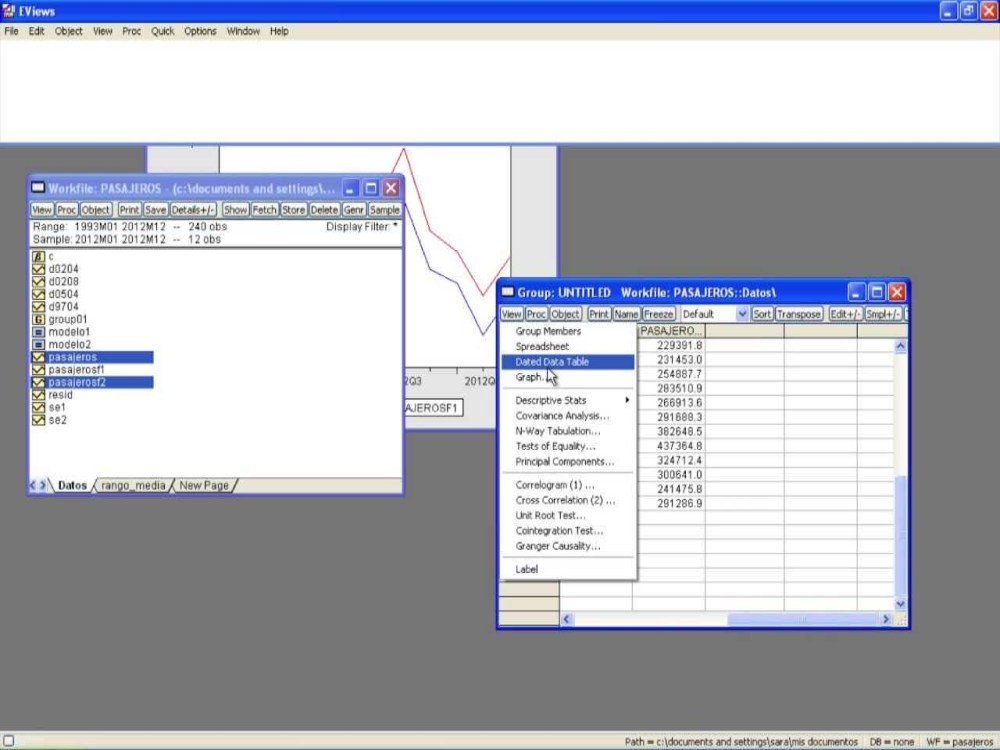 EViews
File Edit Object View Proc Quick Options Window Help
Workfile: PASAJEROS - (c:\documents and settings\...
View Proc Object Print Save Details+/- Show Fetch Store Delete Genr Sample
Range: 1993M01 2012M12 -- 240 obs Display Filter: *
Sample: 2012M01 2012M12 -- 12 obs
c
d0204
d0208
d0504
d9704
group01
modelo1
modelo2
pasajeros
pasajerosf1
pasajerosf2
resid
se1
se2
Datos rango_media New Page
2Q3 2012Q
AJEROSF1
Group: UNTITLED Workfile: PASAJEROS::Datos\
View Proc Object Print Name Freeze Default Sort Transpose Edit+/- Smpl+/-
PASAJERO...
229391.8
231453.0
254887.7
283510.9
266913.6
291688.3
382648.5
437364.8
324712.4
300641.0
241475.8
291286.9
Group Members
Spreadsheet
Dated Data Table
Graph...
Descriptive Stats
Covariance Analysis...
N-Way Tabulation...
Tests of Equality...
Principal Components...
Correlogram (1) ...
Cross Correlation (2) ...
Unit Root Test...
Cointegration Test...
Granger Causality...
Label
Path = c:\documents and settings\sara\mis documentos DB = none WF = pasajeros